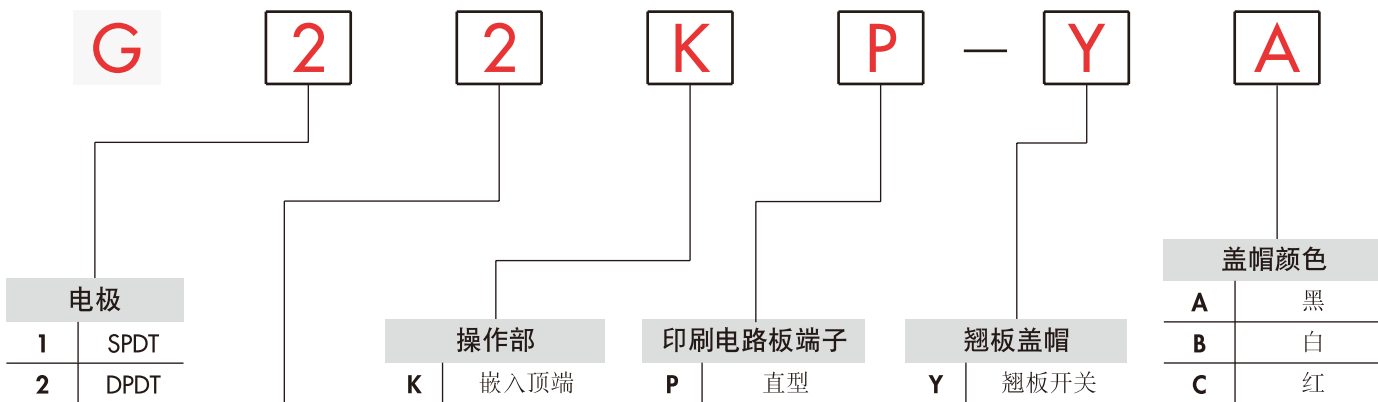 G 2 2 K P — Y A
盖帽颜色
电极
A 黑
操作部
印刷电路板端子
翘板盖帽
1 SPDT
B 白
2 DPDT
K 嵌入顶端
P 直型
Y 翘板开关
C 红